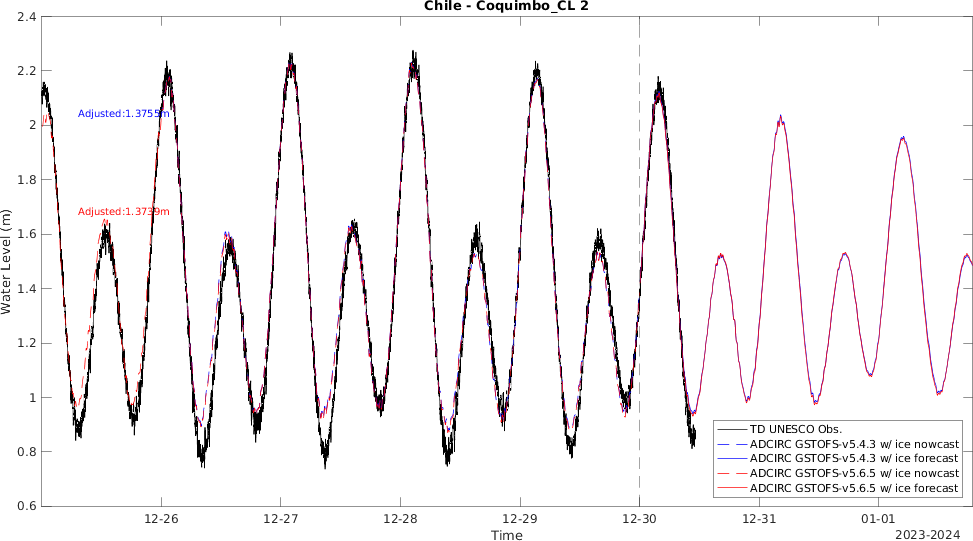 Chile - Coquimbo_CL 2
2.4
2.2
2
1.8
1.6
1.4
1.2
1
0.8
0.6
Water Level (m)
Adjusted:1.3755m
Adjusted:1.3739m
TD UNESCO Obs.
ADCIRC GSTOFS-v5.4.3 w/ ice nowcast
ADCIRC GSTOFS-v5.4.3 w/ ice forecast
ADCIRC GSTOFS-v5.6.5 w/ ice nowcast
ADCIRC GSTOFS-v5.6.5 w/ ice forecast
12-26 12-27 12-28 12-29 12-30 12-31 01-01
Time
2023-2024